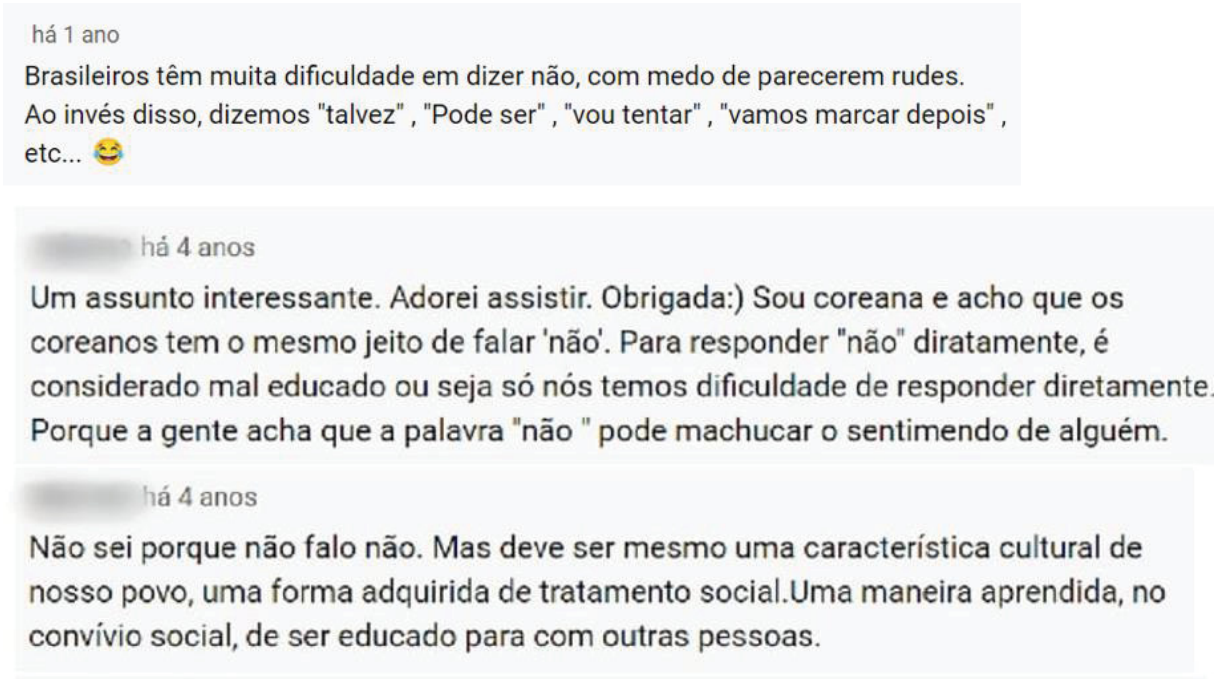 há 1 ano
Brasileiros têm muita dificuldade em dizer não, com medo de parecerem rudes.
Ao invés disso, dizemos "talvez" , "Pode ser" , "vou tentar" , "vamos marcar depois" ,
etc... 😂
há 4 anos
Um assunto interessante. Adorei assistir. Obrigada:) Sou coreana e acho que os
coreanos tem o mesmo jeito de falar 'não'. Para responder "não" diratamente, é
considerado mal educado ou seja só nós temos dificuldade de responder diretamente.
Porque a gente acha que a palavra "não " pode machucar o sentimendo de alguém.
há 4 anos
Não sei porque não falo não. Mas deve ser mesmo uma característica cultural de
nosso povo, uma forma adquirida de tratamento social.Uma maneira aprendida, no
convívio social, de ser educado para com outras pessoas.